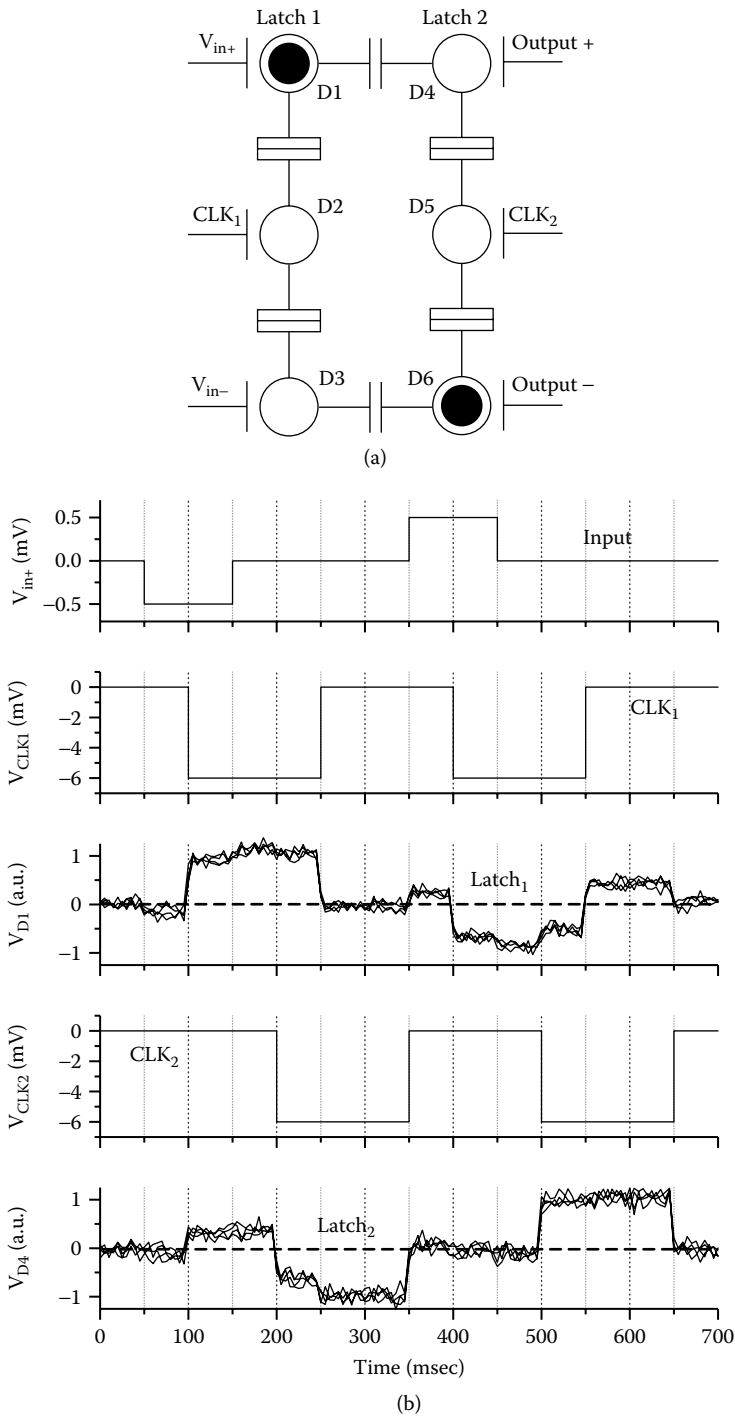 Latch 1 Latch 2
V_in+ Output +
D1 D4
CLK_1 D2 D5 CLK_2
V_in− D3 D6 Output −
(a)
V_in+ (mV)
0.5
0.0
−0.5
Input
V_CLK1 (mV)
0
−2
−4
−6
CLK_1
V_D1 (a.u.)
1
0
−1
Latch_1
V_CLK2 (mV)
0
−2
−4
−6
CLK_2
V_D4 (a.u.)
1
0
−1
Latch_2
0 100 200 300 400 500 600 700
Time (msec)
(b)